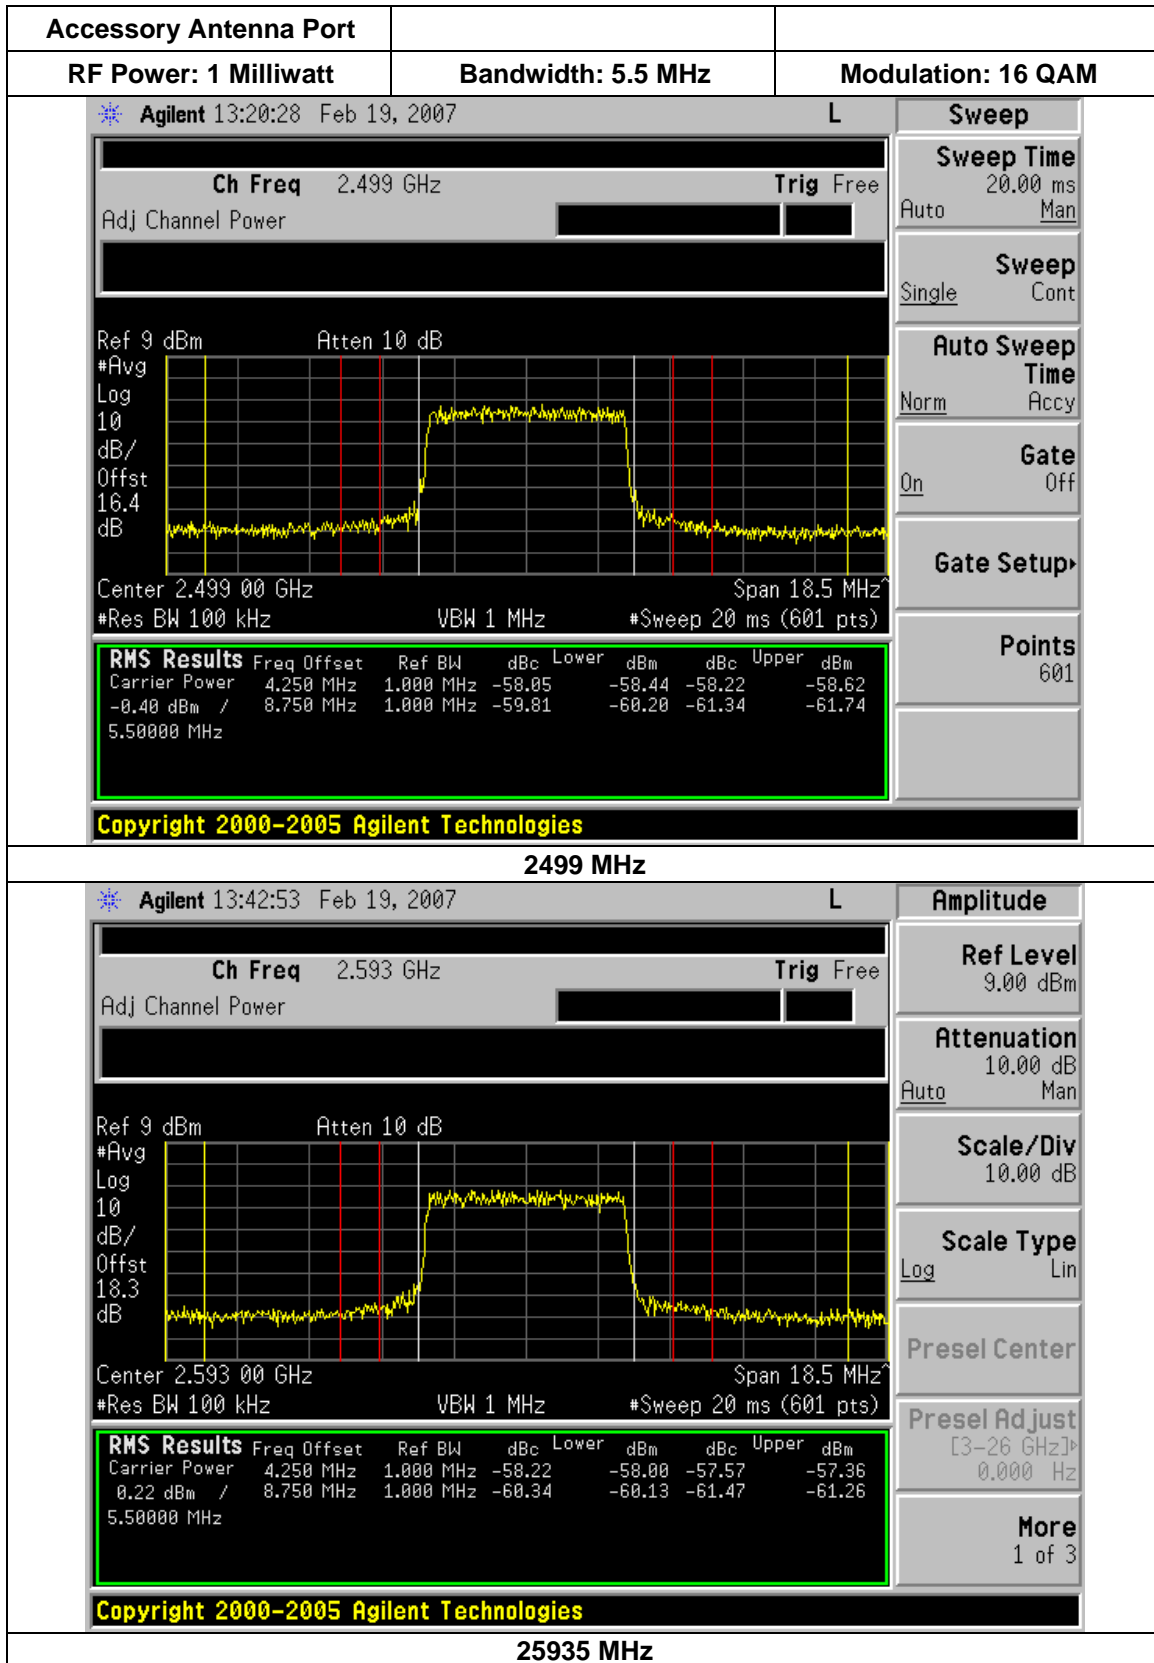 Accessory Antenna Port
RF Power: 1 Milliwatt Bandwidth: 5.5 MHz Modulation: 16 QAM
Agilent 13:20:28 Feb 19, 2007 L Sweep
Ch Freq 2.499 GHz Trig Free
Adj Channel Power
Sweep Time
20.00 ms
Auto Man
Sweep
Single Cont
Auto Sweep
Time
Norm Accy
Gate
On Off
Gate Setup
Points
601
Ref 9 dBm Atten 10 dB
#Avg
Log
10
dB/
Offst
16.4
dB
Center 2.499 00 GHz Span 18.5 MHz^
#Res BW 100 kHz VBW 1 MHz #Sweep 20 ms (601 pts)
RMS Results Freq Offset Ref BW dBc Lower dBm dBc Upper dBm
Carrier Power 4.250 MHz 1.000 MHz -58.05 -58.44 -58.22 -58.62
-0.40 dBm / 8.750 MHz 1.000 MHz -59.81 -60.20 -61.34 -61.74
5.50000 MHz
Copyright 2000-2005 Agilent Technologies
2499 MHz
Agilent 13:42:53 Feb 19, 2007 L Amplitude
Ch Freq 2.593 GHz Trig Free
Adj Channel Power
Ref Level
9.00 dBm
Attenuation
10.00 dB
Auto Man
Scale/Div
10.00 dB
Scale Type
Log Lin
Presel Center
Presel Adjust
[3-26 GHz]
0.000 Hz
More
1 of 3
Ref 9 dBm Atten 10 dB
#Avg
Log
10
dB/
Offst
18.3
dB
Center 2.593 00 GHz Span 18.5 MHz^
#Res BW 100 kHz VBW 1 MHz #Sweep 20 ms (601 pts)
RMS Results Freq Offset Ref BW dBc Lower dBm dBc Upper dBm
Carrier Power 4.250 MHz 1.000 MHz -58.22 -58.00 -57.57 -57.36
0.22 dBm / 8.750 MHz 1.000 MHz -60.34 -60.13 -61.47 -61.26
5.50000 MHz
Copyright 2000-2005 Agilent Technologies
25935 MHz